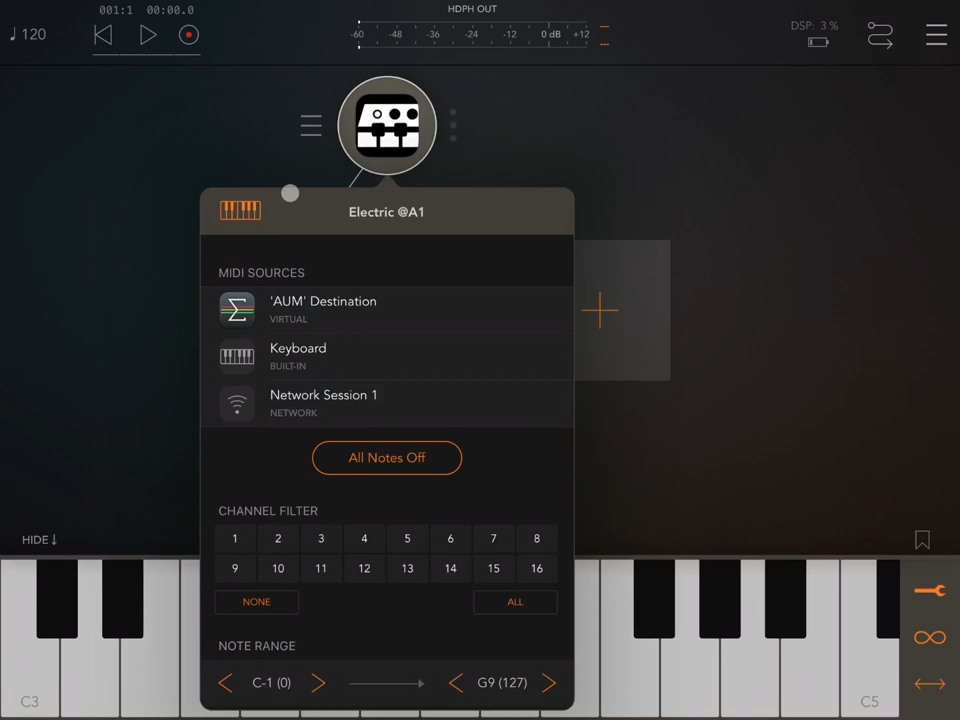 001:1 00:00.0
HDPH OUT
♩120
-60 -48 -36 -24 -12 0 dB +12
DSP: 3 %
Electric @A1
MIDI SOURCES
'AUM' Destination
VIRTUAL
Keyboard
BUILT-IN
Network Session 1
NETWORK
All Notes Off
CHANNEL FILTER
1 2 3 4 5 6 7 8
9 10 11 12 13 14 15 16
NONE ALL
NOTE RANGE
C-1 (0) G9 (127)
HIDE↓
C3 C5